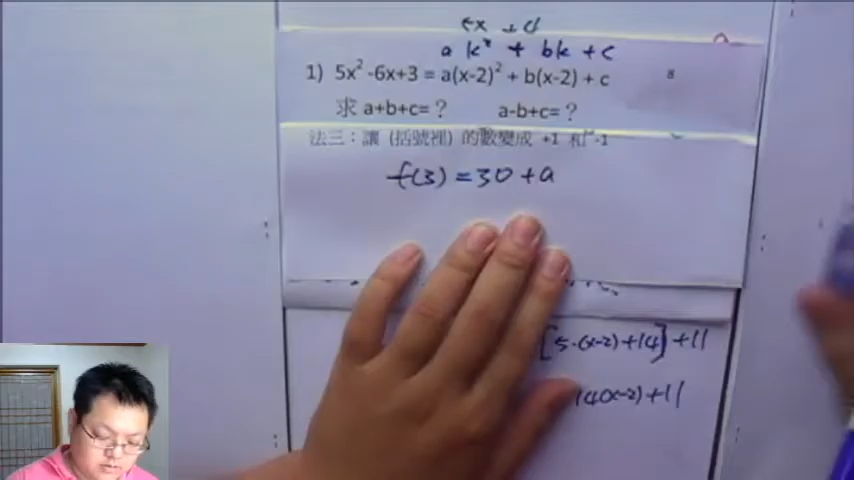 a k² + bk + c
1) 5x² -6x+3 = a(x-2)² + b(x-2) + c
8
求 a+b+c= ? a-b+c= ?
法三：讓 (括號裡) 的數變成 +1 和 -1
f(3) = 30 + a
[5·(x-2)+14]+11
14(x-2)+11